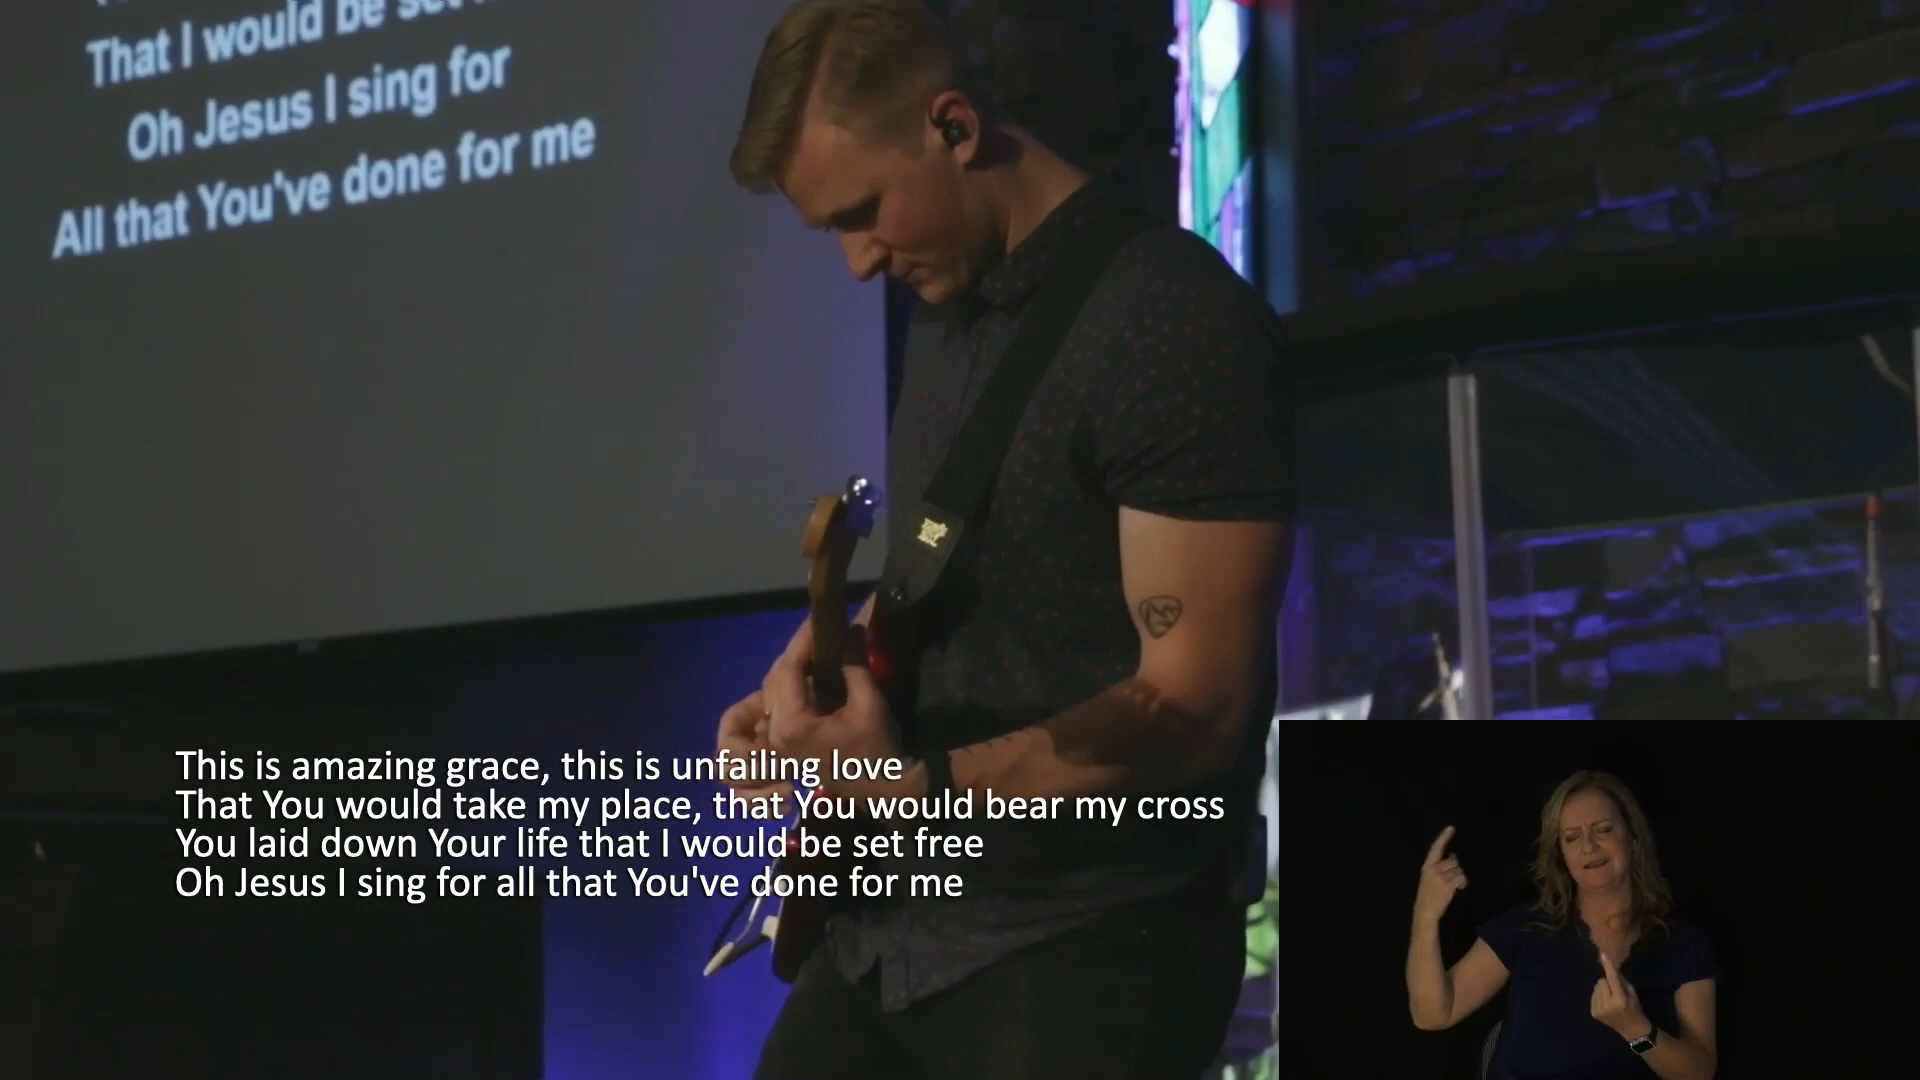 That I would be set
Oh Jesus I sing for
All that You've done for me
This is amazing grace, this is unfailing love
That You would take my place, that You would bear my cross
You laid down Your life that I would be set free
Oh Jesus I sing for all that You've done for me